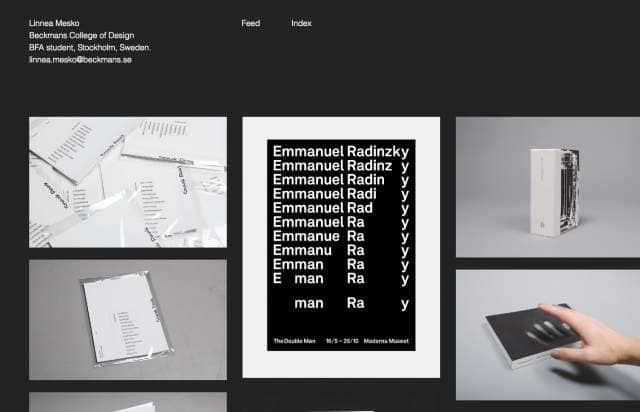 Linnea Mesko
Beckmans College of Design
BFA student, Stockholm, Sweden.
linnea.mesko@beckmans.se
Feed
Index
Emmanuel Radinzky
Emmanuel Radinz y
Emmanuel Radin y
Emmanuel Radi y
Emmanuel Rad y
Emmanuel Ra y
Emmanue Ra y
Emmanu Ra y
Emman Ra y
E man Ra y
man Ra y
The Double Man 16/5 – 26/10 Moderna Museet